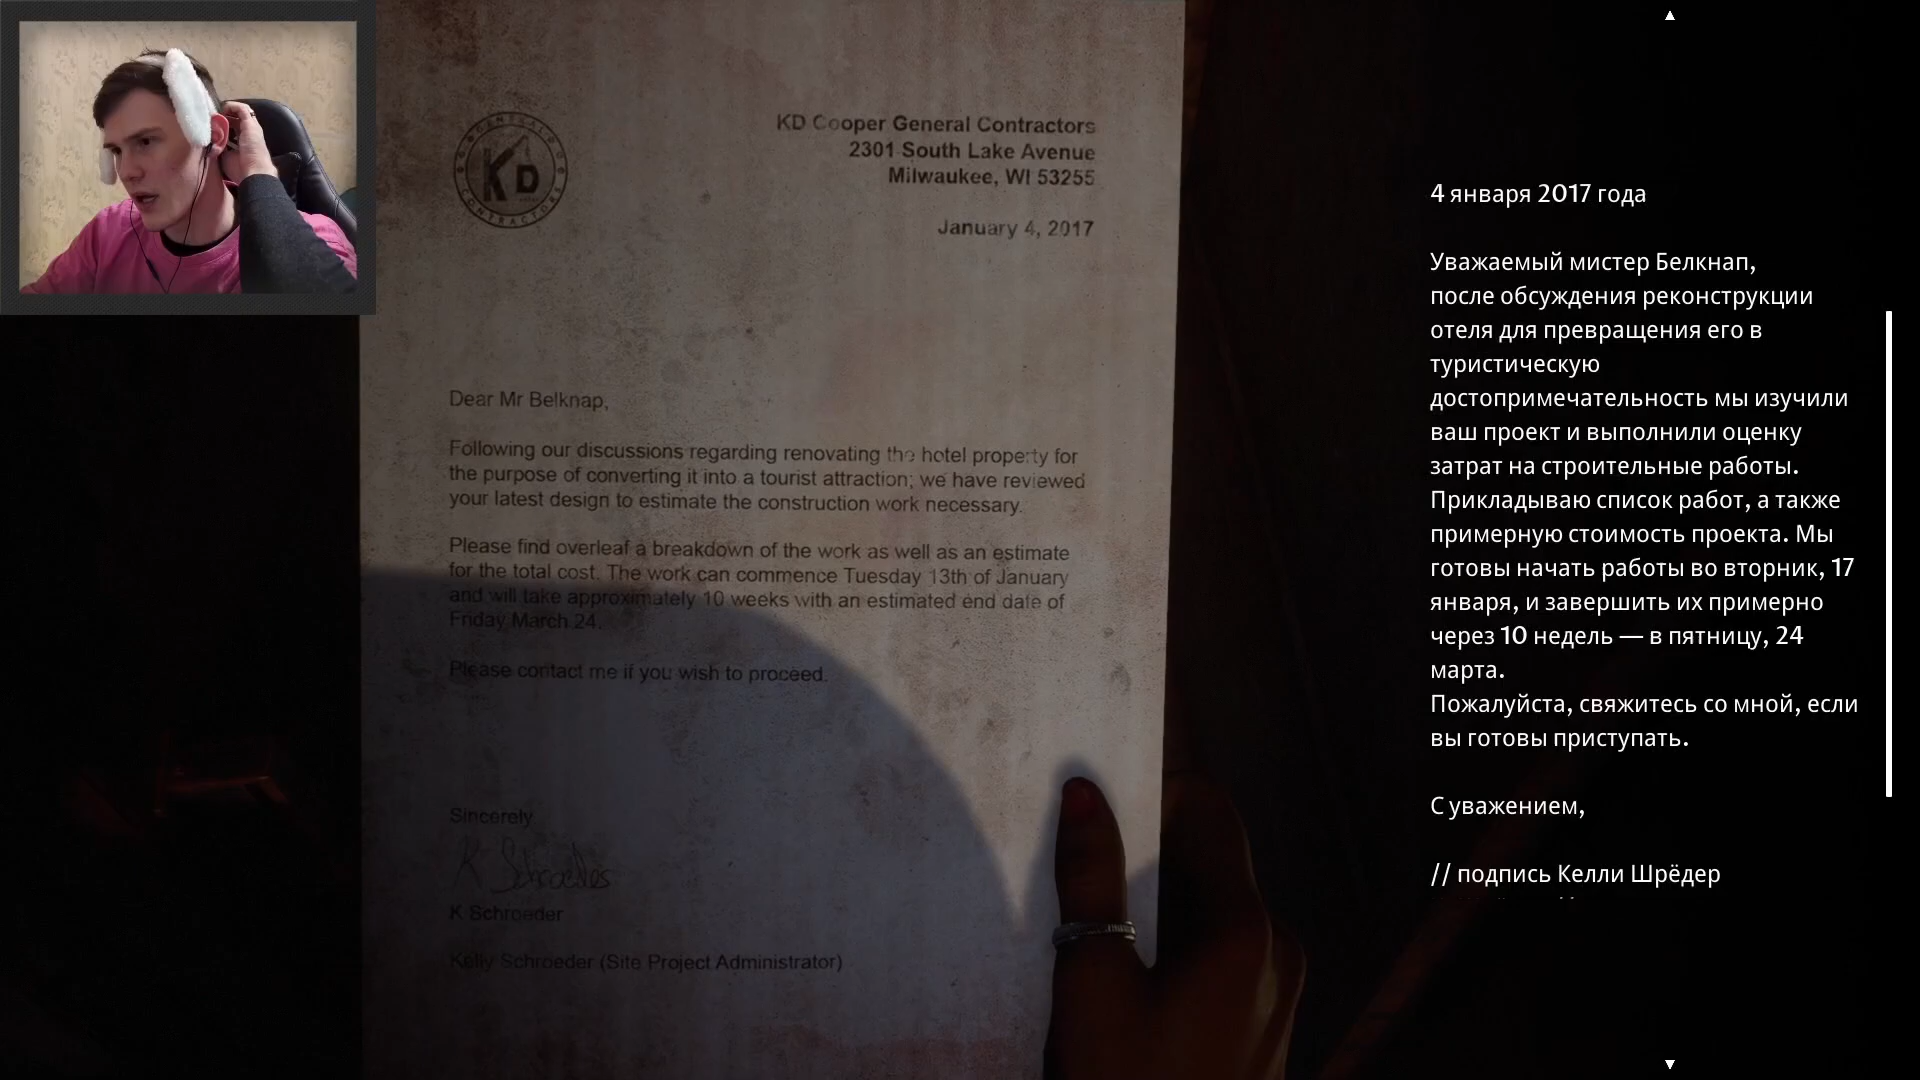 GENERAL
KD
CONTRACTORS
KD Cooper General Contractors
2301 South Lake Avenue
Milwaukee, WI 53255
January 4, 2017
Dear Mr Belknap,
Following our discussions regarding renovating the hotel property for
the purpose of converting it into a tourist attraction; we have reviewed
your latest design to estimate the construction work necessary.
Please find overleaf a breakdown of the work as well as an estimate
for the total cost. The work can commence Tuesday 13th of January
and will take approximately 10 weeks with an estimated end date of
Friday March 24.
Please contact me if you wish to proceed.
Sincerely,
K Schroeder
K Schroeder
Kelly Schroeder (Site Project Administrator)
4 января 2017 года
Уважаемый мистер Белкнап,
после обсуждения реконструкции
отеля для превращения его в
туристическую
достопримечательность мы изучили
ваш проект и выполнили оценку
затрат на строительные работы.
Прикладываю список работ, а также
примерную стоимость проекта. Мы
готовы начать работы во вторник, 17
января, и завершить их примерно
через 10 недель — в пятницу, 24
марта.
Пожалуйста, свяжитесь со мной, если
вы готовы приступать.
С уважением,
// подпись Келли Шрёдер